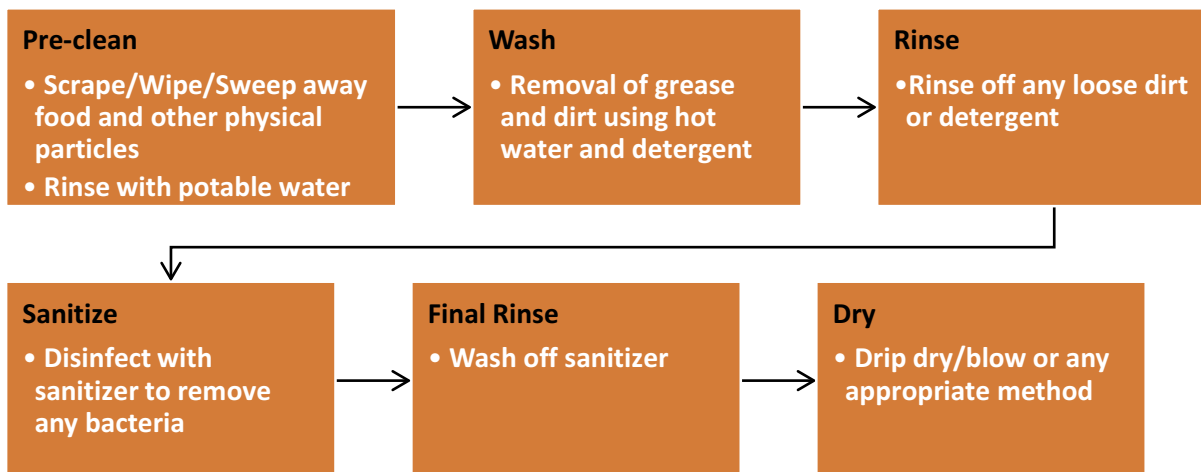 Pre-clean
• Scrape/Wipe/Sweep away
food and other physical
particles
• Rinse with potable water
Wash
• Removal of grease
and dirt using hot
water and detergent
Rinse
•Rinse off any loose dirt
or detergent
Sanitize
• Disinfect with
sanitizer to remove
any bacteria
Final Rinse
• Wash off sanitizer
Dry
• Drip dry/blow or any
appropriate method